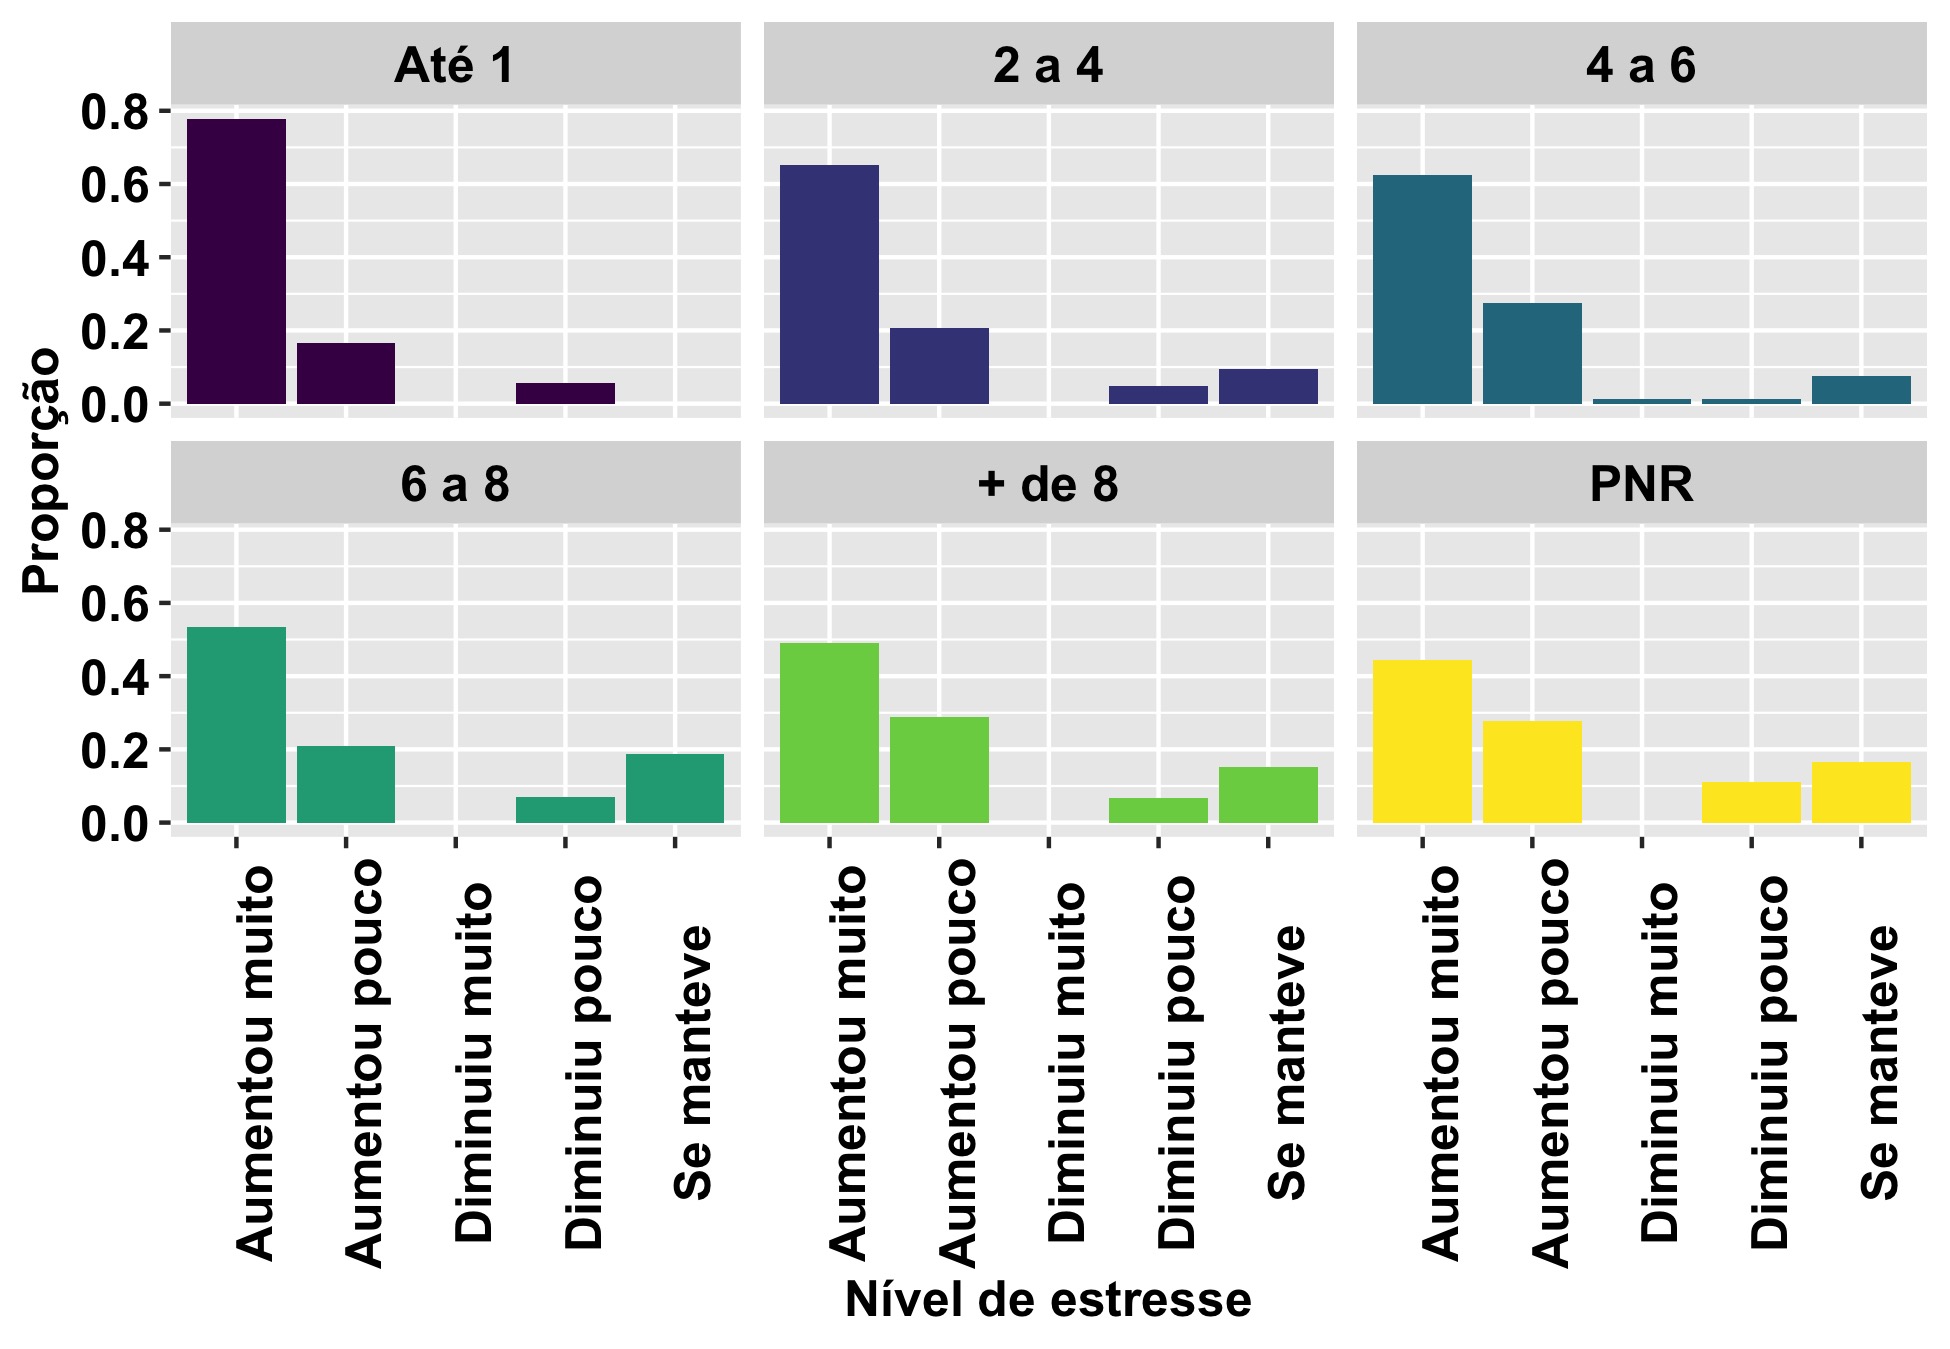 Até 1
2 a 4
4 a 6
0.8
0.6
0.4
0.2
0.0
6 a 8
+ de 8
PNR
0.8
0.6
0.4
0.2
0.0
Proporção
Aumentou muito
Aumentou pouco
Diminuiu muito
Diminuiu pouco
Se manteve
Aumentou muito
Aumentou pouco
Diminuiu muito
Diminuiu pouco
Se manteve
Aumentou muito
Aumentou pouco
Diminuiu muito
Diminuiu pouco
Se manteve
Nível de estresse